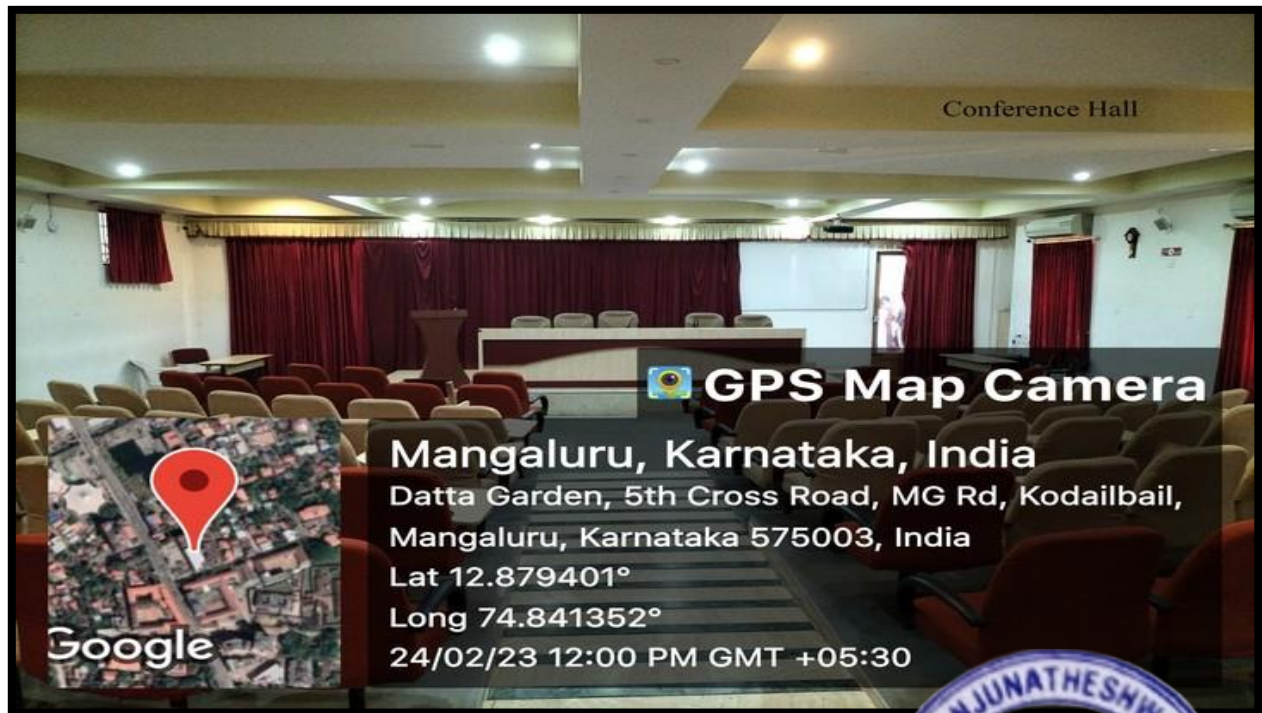 Conference Hall
GPS Map Camera
Mangaluru, Karnataka, India
Datta Garden, 5th Cross Road, MG Rd, Kodailbail,
Mangaluru, Karnataka 575003, India
Lat 12.879401°
Long 74.841352°
24/02/23 12:00 PM GMT +05:30
Google